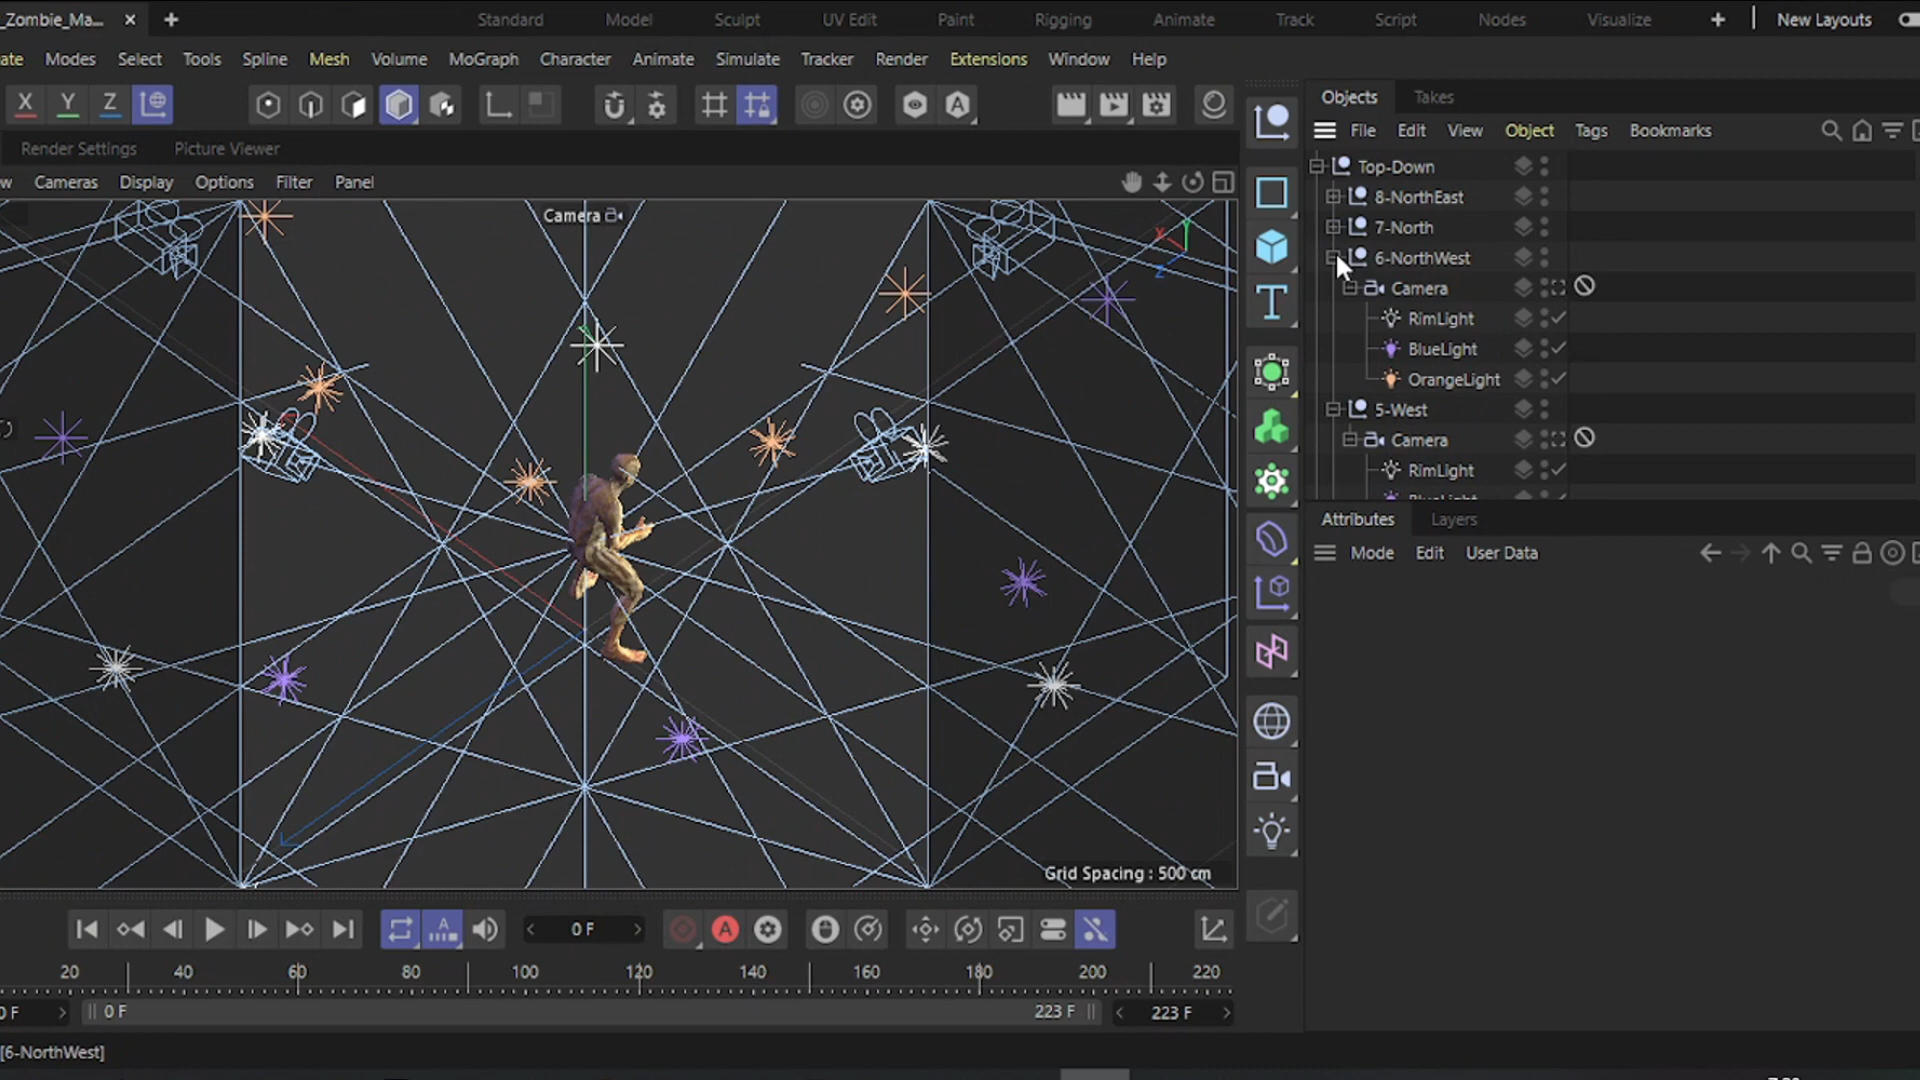 _Zombie_Ma... × + Standard Model Sculpt UV Edit Paint Rigging Animate Track Script Nodes Visualize + New Layouts
ate Modes Select Tools Spline Mesh Volume MoGraph Character Animate Simulate Tracker Render Extensions Window Help
X Y Z
Objects Takes
File Edit View Object Tags Bookmarks
Render Settings Picture Viewer
w Cameras Display Options Filter Panel
Camera
X Y Z
Grid Spacing : 500 cm
Top-Down
8-NorthEast
7-North
6-NorthWest
Camera
RimLight
BlueLight
OrangeLight
5-West
Camera
RimLight
BlueLight
Attributes Layers
Mode Edit User Data
0 F
20 40 60 80 100 120 140 160 180 200 220
0 F 0 F 223 F 223 F
[6-NorthWest]